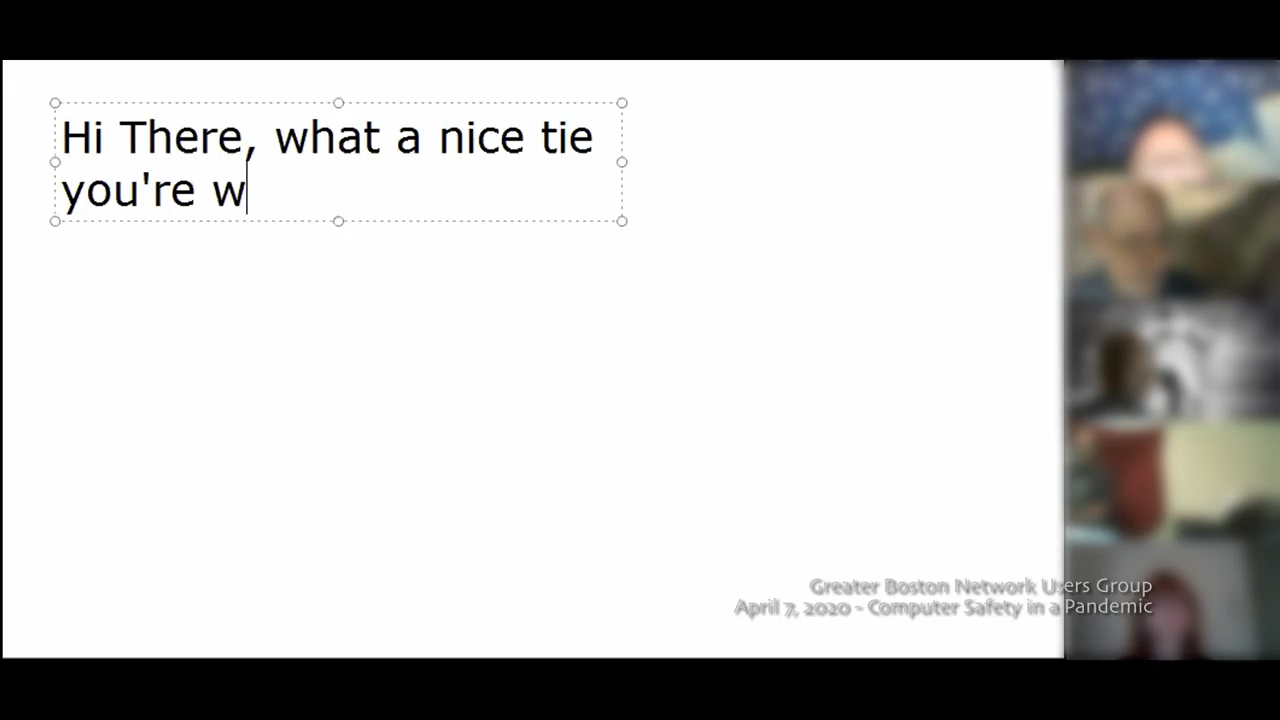 Hi There, what a nice tie
you're w
Greater Boston Network Users Group
April 7, 2020 - Computer Safety in a Pandemic